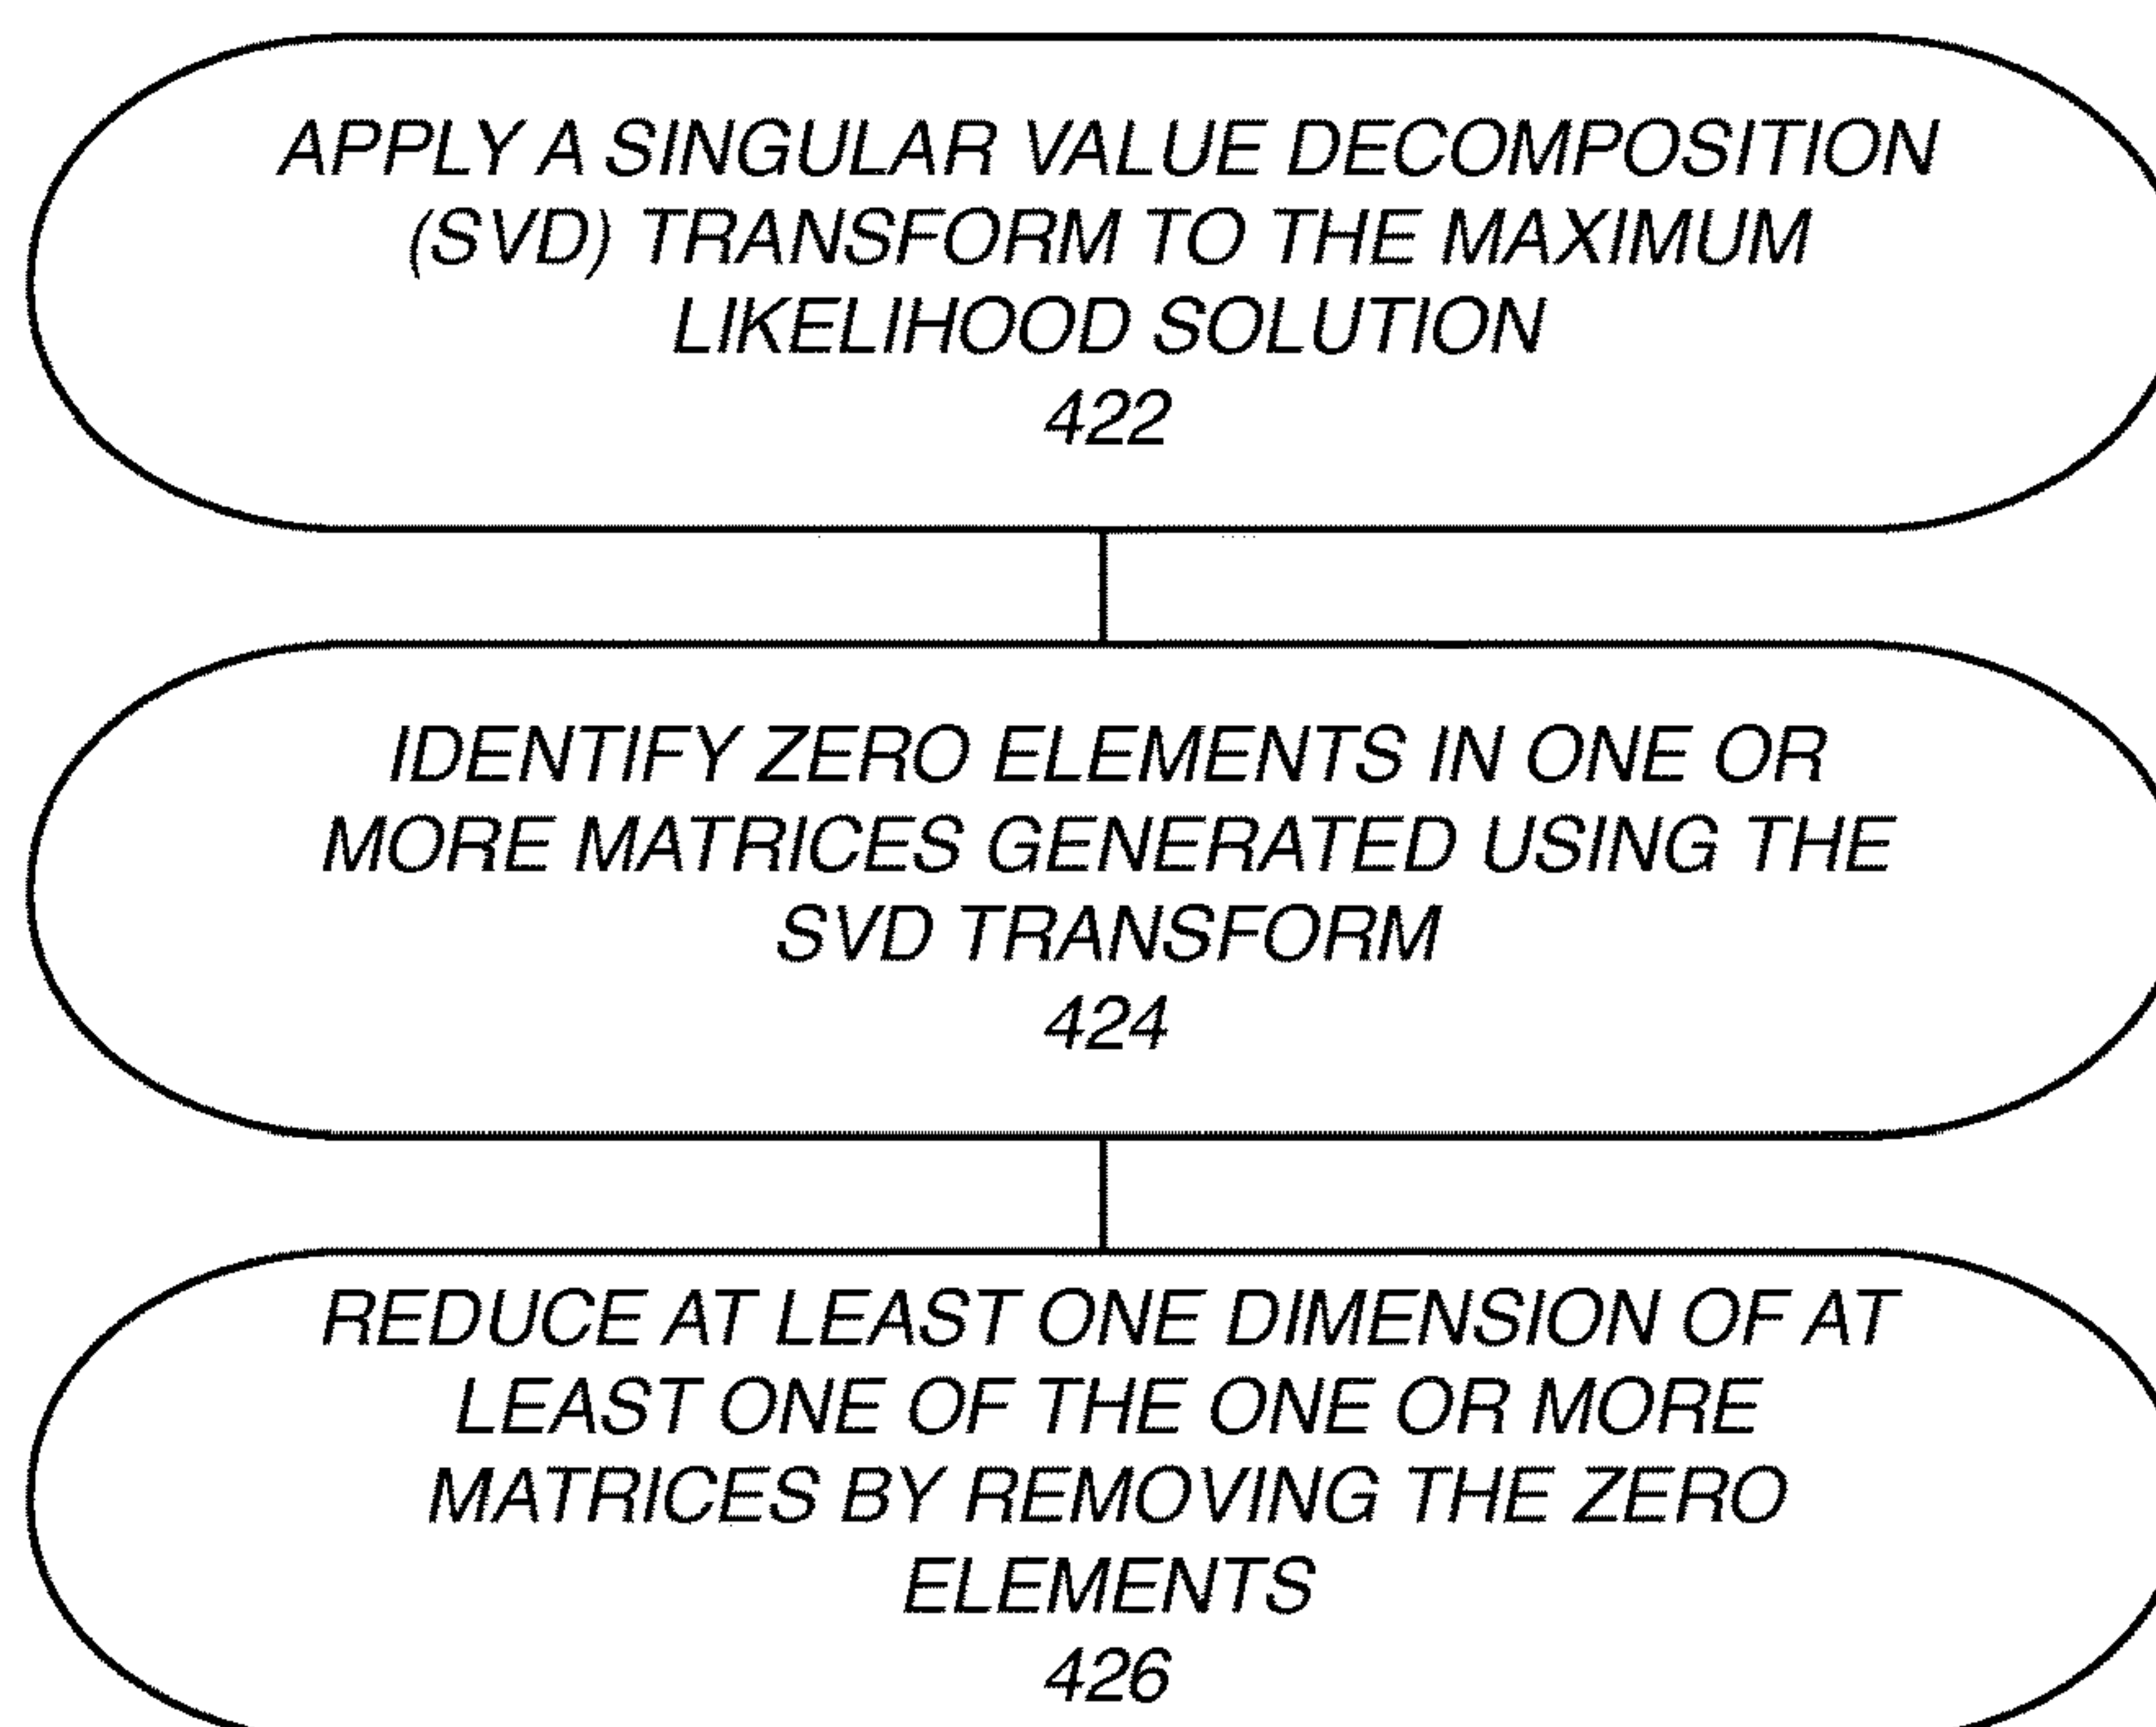 APPLY A SINGULAR VALUE DECOMPOSITION
(SVD) TRANSFORM TO THE MAXIMUM
LIKELIHOOD SOLUTION
422
IDENTIFY ZERO ELEMENTS IN ONE OR
MORE MATRICES GENERATED USING THE
SVD TRANSFORM
424
REDUCE AT LEAST ONE DIMENSION OF AT
LEAST ONE OF THE ONE OR MORE
MATRICES BY REMOVING THE ZERO
ELEMENTS
426